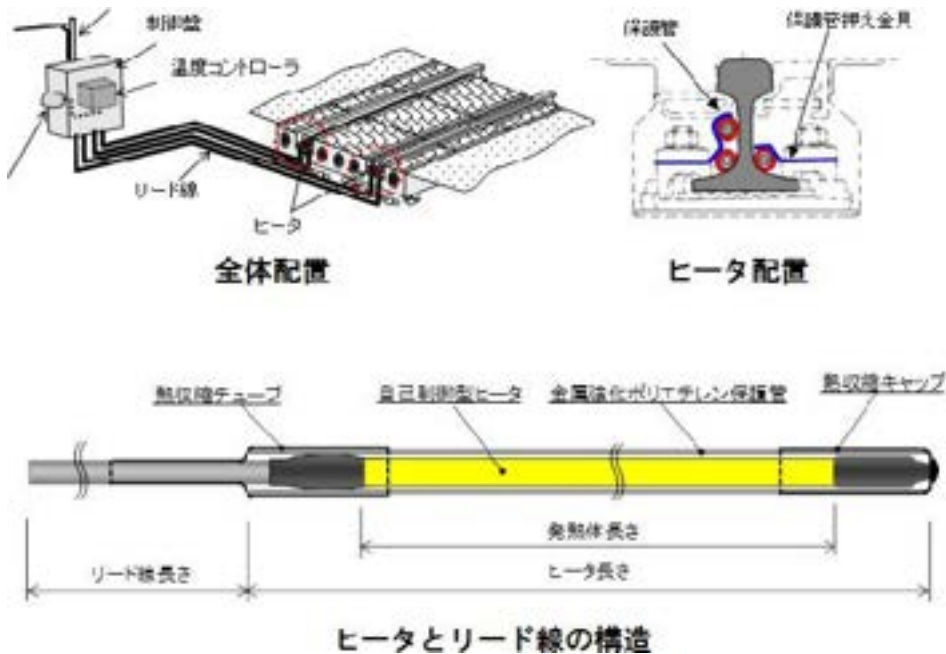 制御盤
温度コントローラ
リード線
ヒータ
全体配置
保護管
保護管押え金具
ヒータ配置
熱収縮チューブ
自己制御型ヒータ
金属強化ポリエチレン保護管
熱収縮キャップ
発熱体長さ
リード線長さ
ヒータ長さ
ヒータとリード線の構造